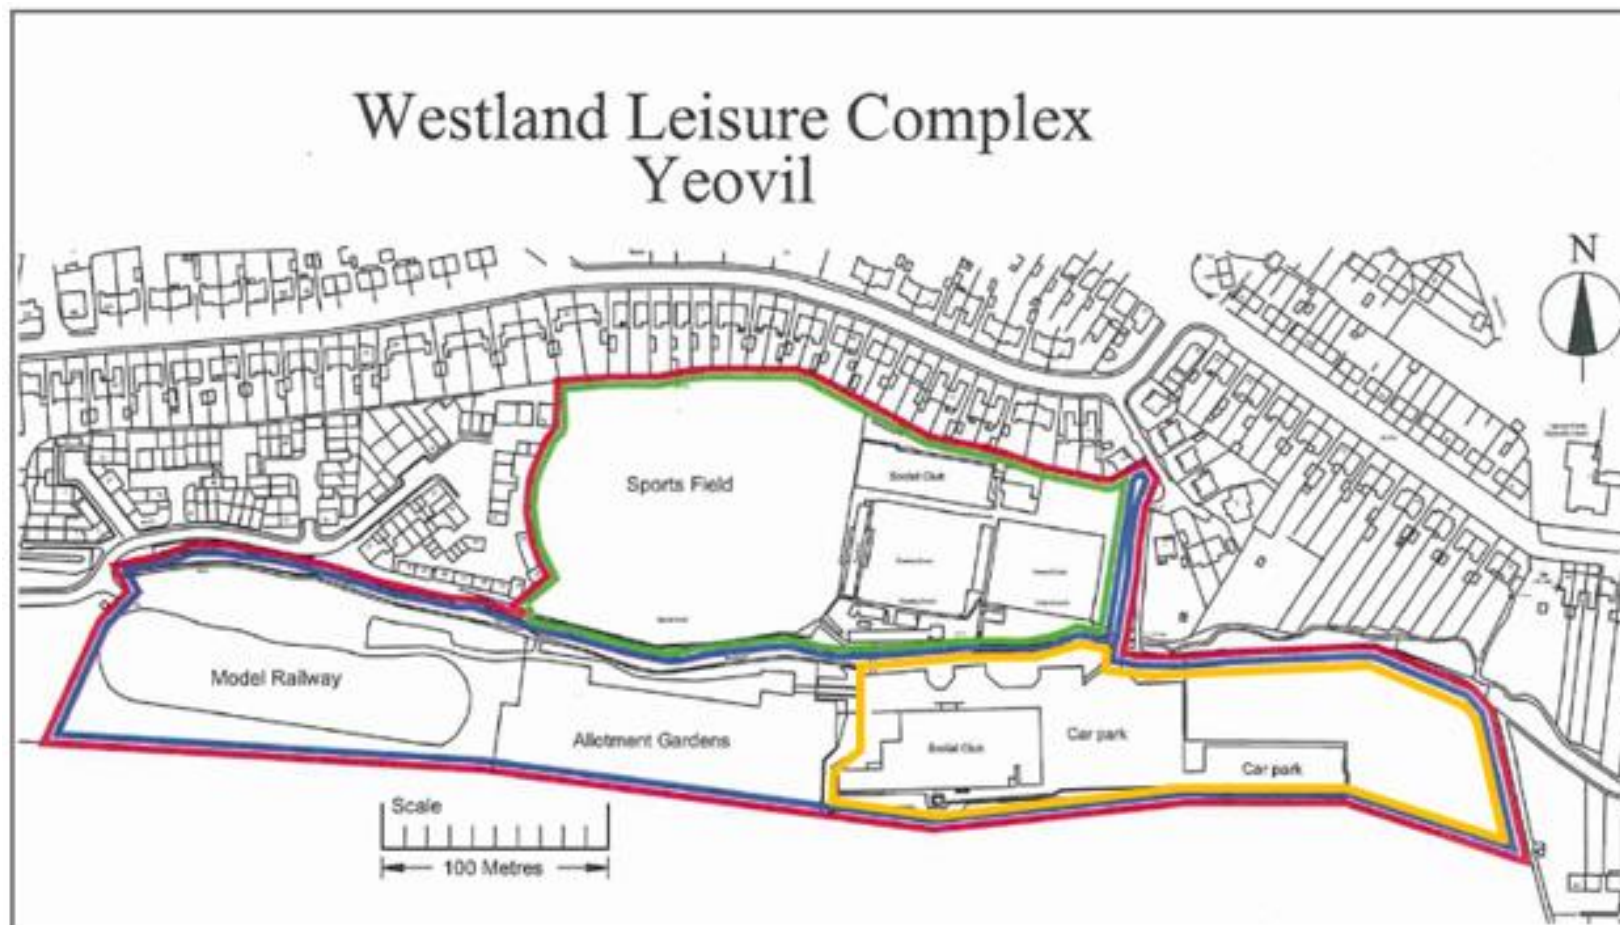 Westland Leisure Complex
Yeovil
N
Sports Field
Social Club
Model Railway
Allotment Gardens
Social Club
Car park
Car park
Scale
100 Metres